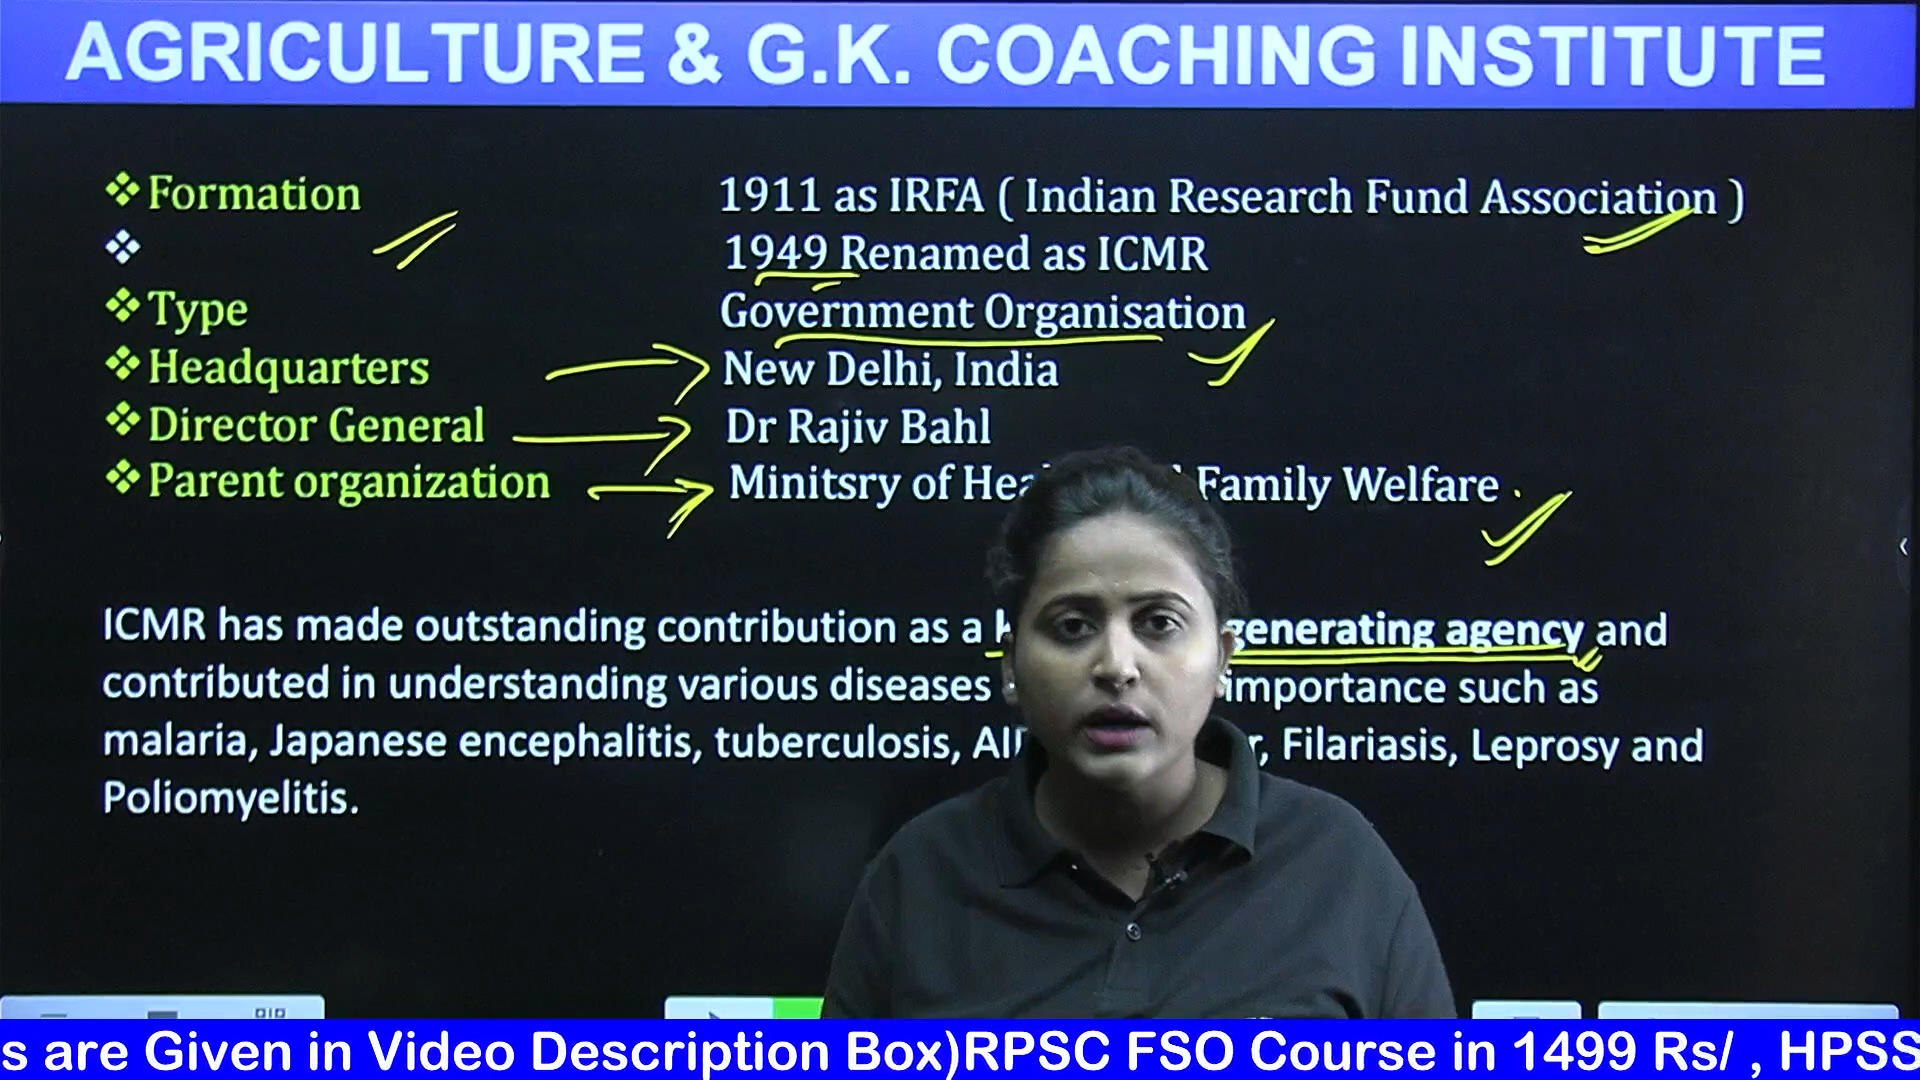 AGRICULTURE & G.K. COACHING INSTITUTE
❖Formation 1911 as IRFA ( Indian Research Fund Association )
❖ 1949 Renamed as ICMR
❖Type Government Organisation
❖Headquarters New Delhi, India
❖Director General Dr Rajiv Bahl
❖Parent organization Minitsry of Family Welfare
ICMR has made outstanding contribution as a generating agency and
contributed in understanding various diseases importance such as
malaria, Japanese encephalitis, tuberculosis, Filariasis, Leprosy and
Poliomyelitis.
s are Given in Video Description Box)RPSC FSO Course in 1499 Rs/ , HPSS